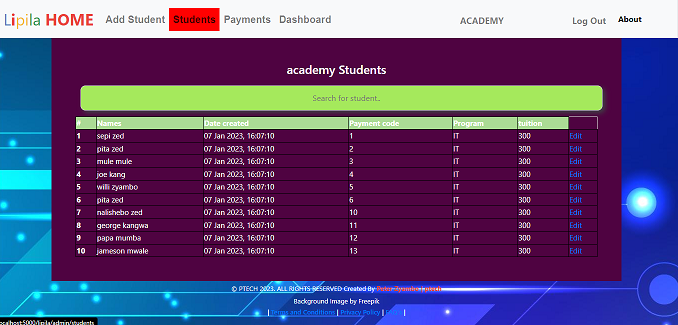 Lipila HOME Add Student Students Payments Dashboard ACADEMY Log Out About
academy Students
Search for student..
# Names Date created Payment code Program tuition
1 sepi zed 07 Jan 2023, 16:07:10 1 IT 300 Edit
2 pita zed 07 Jan 2023, 16:07:10 2 IT 300 Edit
3 mule mule 07 Jan 2023, 16:07:10 3 IT 300 Edit
4 joe kang 07 Jan 2023, 16:07:10 4 IT 300 Edit
5 willi zyambo 07 Jan 2023, 16:07:10 5 IT 300 Edit
6 pita zed 07 Jan 2023, 16:07:10 6 IT 300 Edit
7 nalishebo zed 07 Jan 2023, 16:07:10 10 IT 300 Edit
8 george kangwa 07 Jan 2023, 16:07:10 11 IT 300 Edit
9 papa mumba 07 Jan 2023, 16:07:10 12 IT 300 Edit
10 jameson mwale 07 Jan 2023, 16:07:10 13 IT 300 Edit
© PTECH 2023. ALL RIGHTS RESERVED Created By
Background Image by Freepik
| Terms and Conditions | Privacy Policy | |
ocalhost:5000/lipila/admin/students